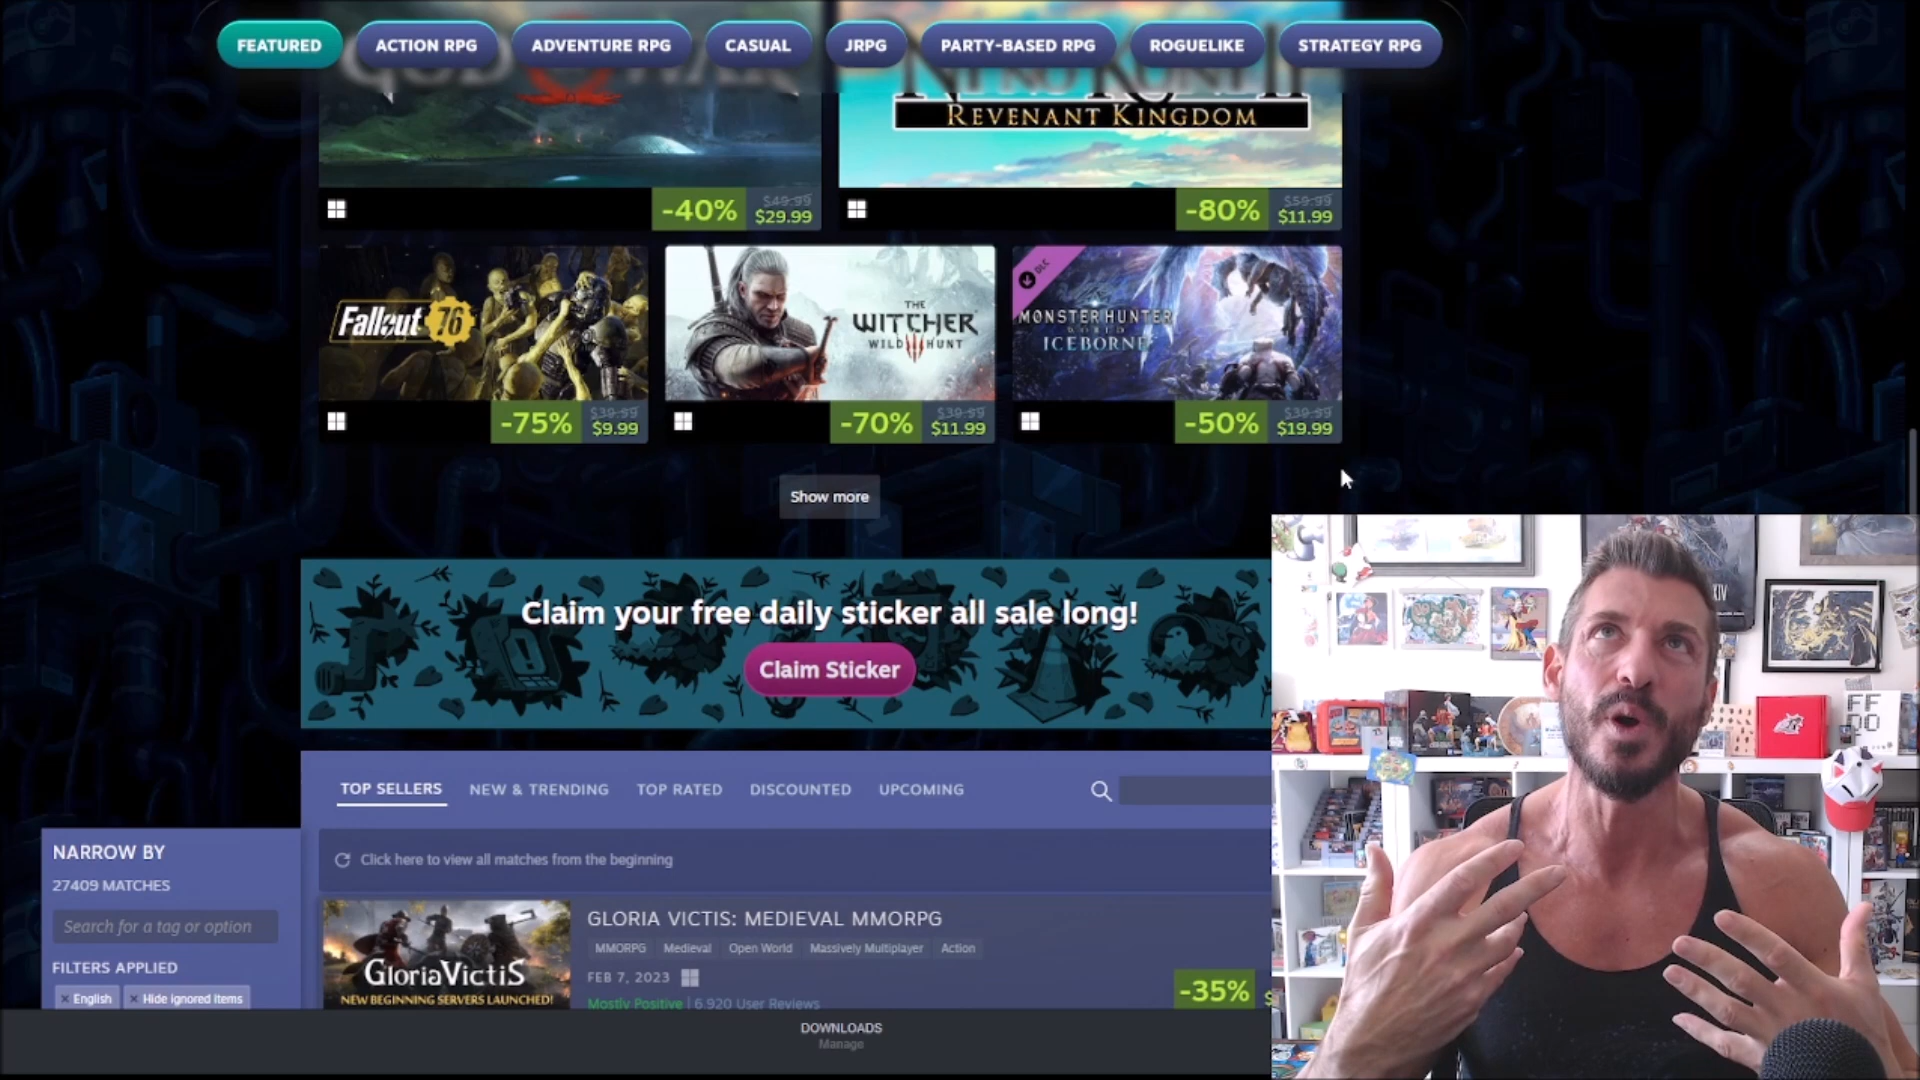 FEATURED
ACTION RPG
ADVENTURE RPG
CASUAL
JRPG
PARTY-BASED RPG
ROGUELIKE
STRATEGY RPG
REVENANT KINGDOM
-40%
$49.99
$29.99
-80%
$59.99
$11.99
Fallout 76
THE
WITCHER
WILD HUNT
DLC
MONSTER HUNTER
WORLD
ICEBORNE
-75%
$39.99
$9.99
-70%
$39.99
$11.99
-50%
$39.99
$19.99
Show more
Claim your free daily sticker all sale long!
Claim Sticker
TOP SELLERS
NEW & TRENDING
TOP RATED
DISCOUNTED
UPCOMING
NARROW BY
27409 MATCHES
Search for a tag or option
FILTERS APPLIED
× English
× Hide ignored items
Click here to view all matches from the beginning
GloriaVictiS
NEW BEGINNING SERVERS LAUNCHED!
GLORIA VICTIS: MEDIEVAL MMORPG
MMORPG
Medieval
Open World
Massively Multiplayer
Action
FEB 7, 2023
Mostly Positive | 6,920 User Reviews
-35%
$
DOWNLOADS
Manage
XIV
FF
DO